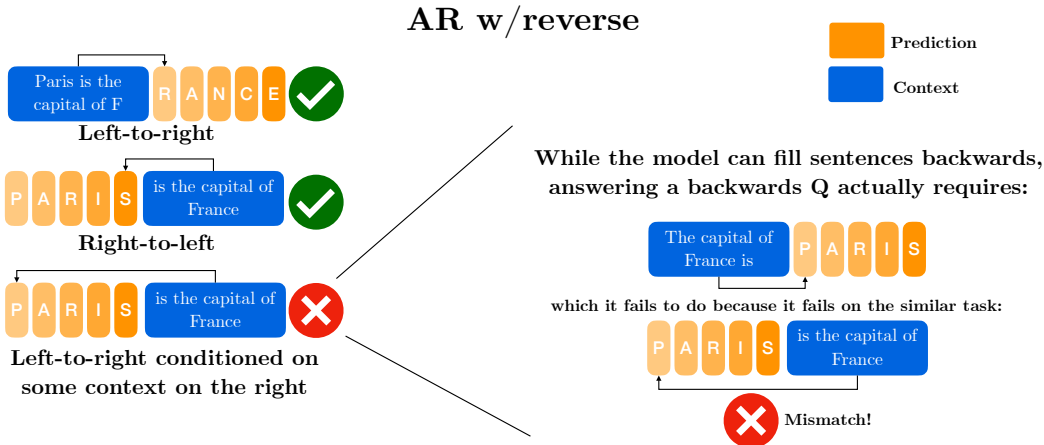 AR w/reverse
Prediction
Context
Paris is the
capital of F
R A N C E
Left-to-right
P A R I S
is the capital of
France
Right-to-left
P A R I S
is the capital of
France
Left-to-right conditioned on
some context on the right
While the model can fill sentences backwards,
answering a backwards Q actually requires:
The capital of
France is
P A R I S
which it fails to do because it fails on the similar task:
P A R I S
is the capital of
France
Mismatch!